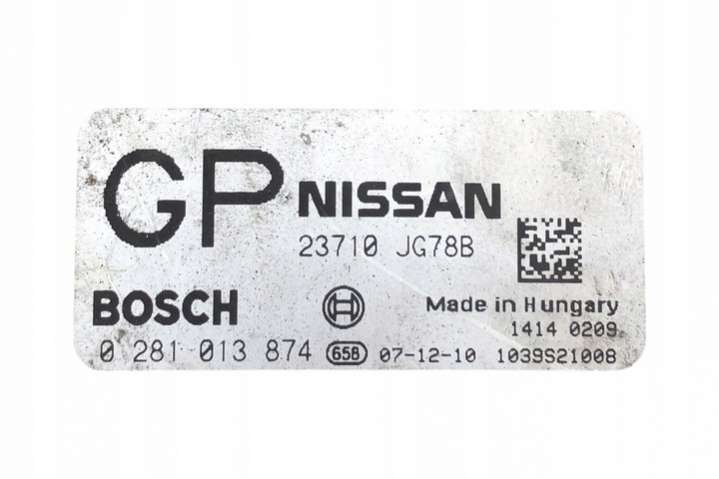 GP NISSAN
23710 JG78B
BOSCH
Made in Hungary
1414 0209
0 281 013 874 658 07-12-10 1039S21008